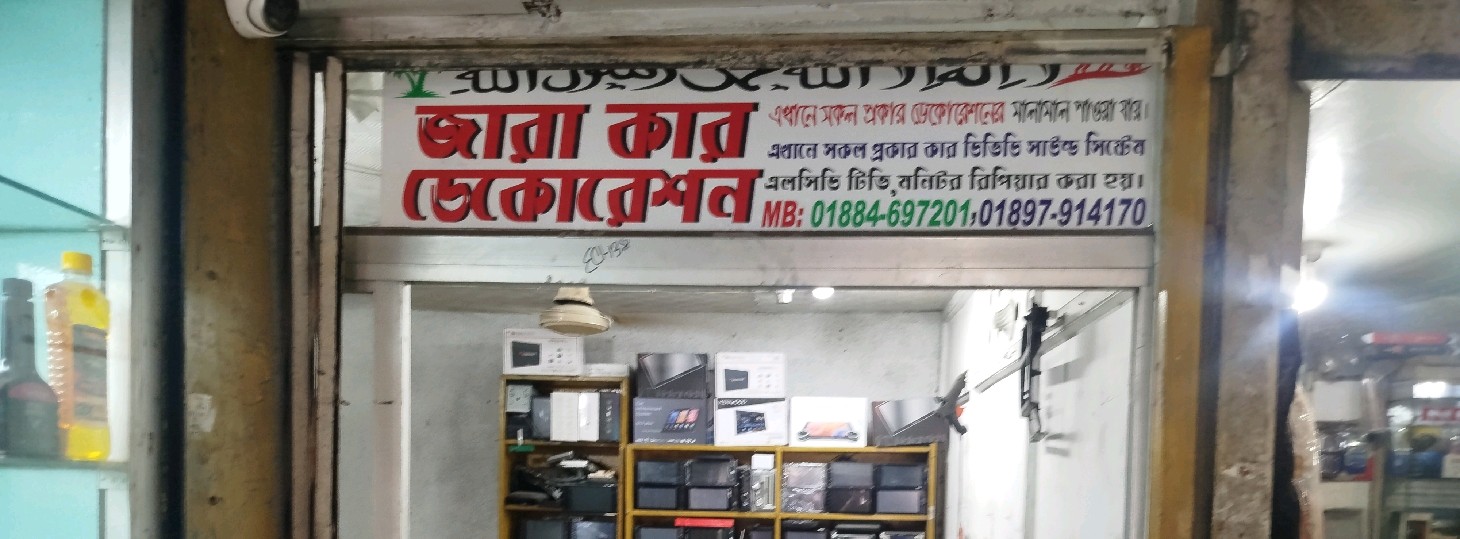 জারা কার
ডেকোরেশন
এখানে সকল প্রকার ডেকোরেশনের মালামাল পাওয়া যায়।
এখানে সকল প্রকার কার ডিভিডি সাউন্ড সিস্টেম
এলসিডি টিভি, মনিটর রিপিয়ার করা হয়।
MB: 01884-697201, 01897-914170